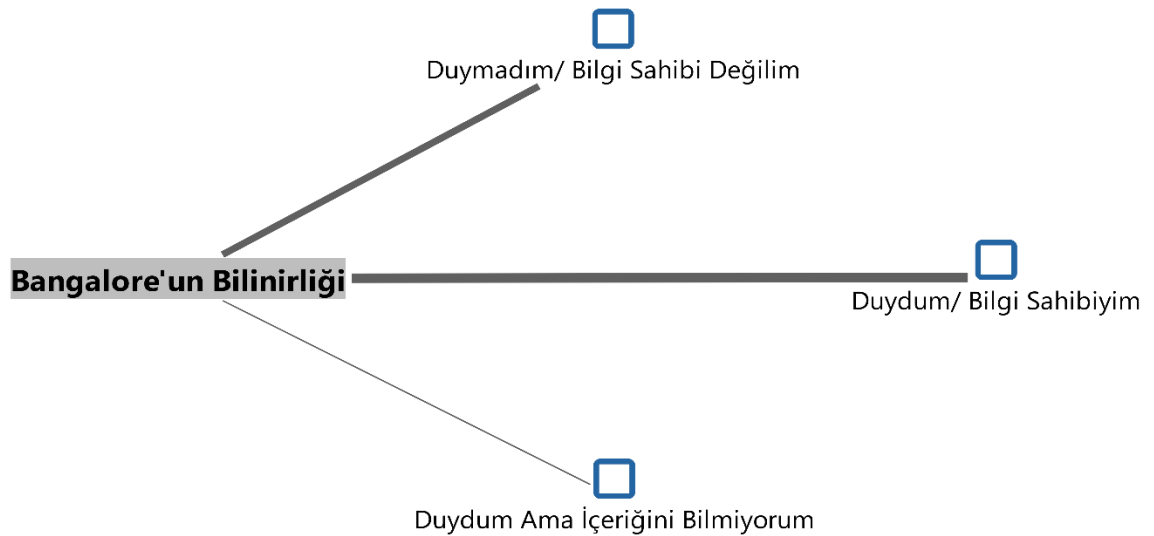 Duymadım/ Bilgi Sahibi Değilim
Bangalore'un Bilinirliği
Duydum/ Bilgi Sahibiyim
Duydum Ama İçeriğini Bilmiyorum